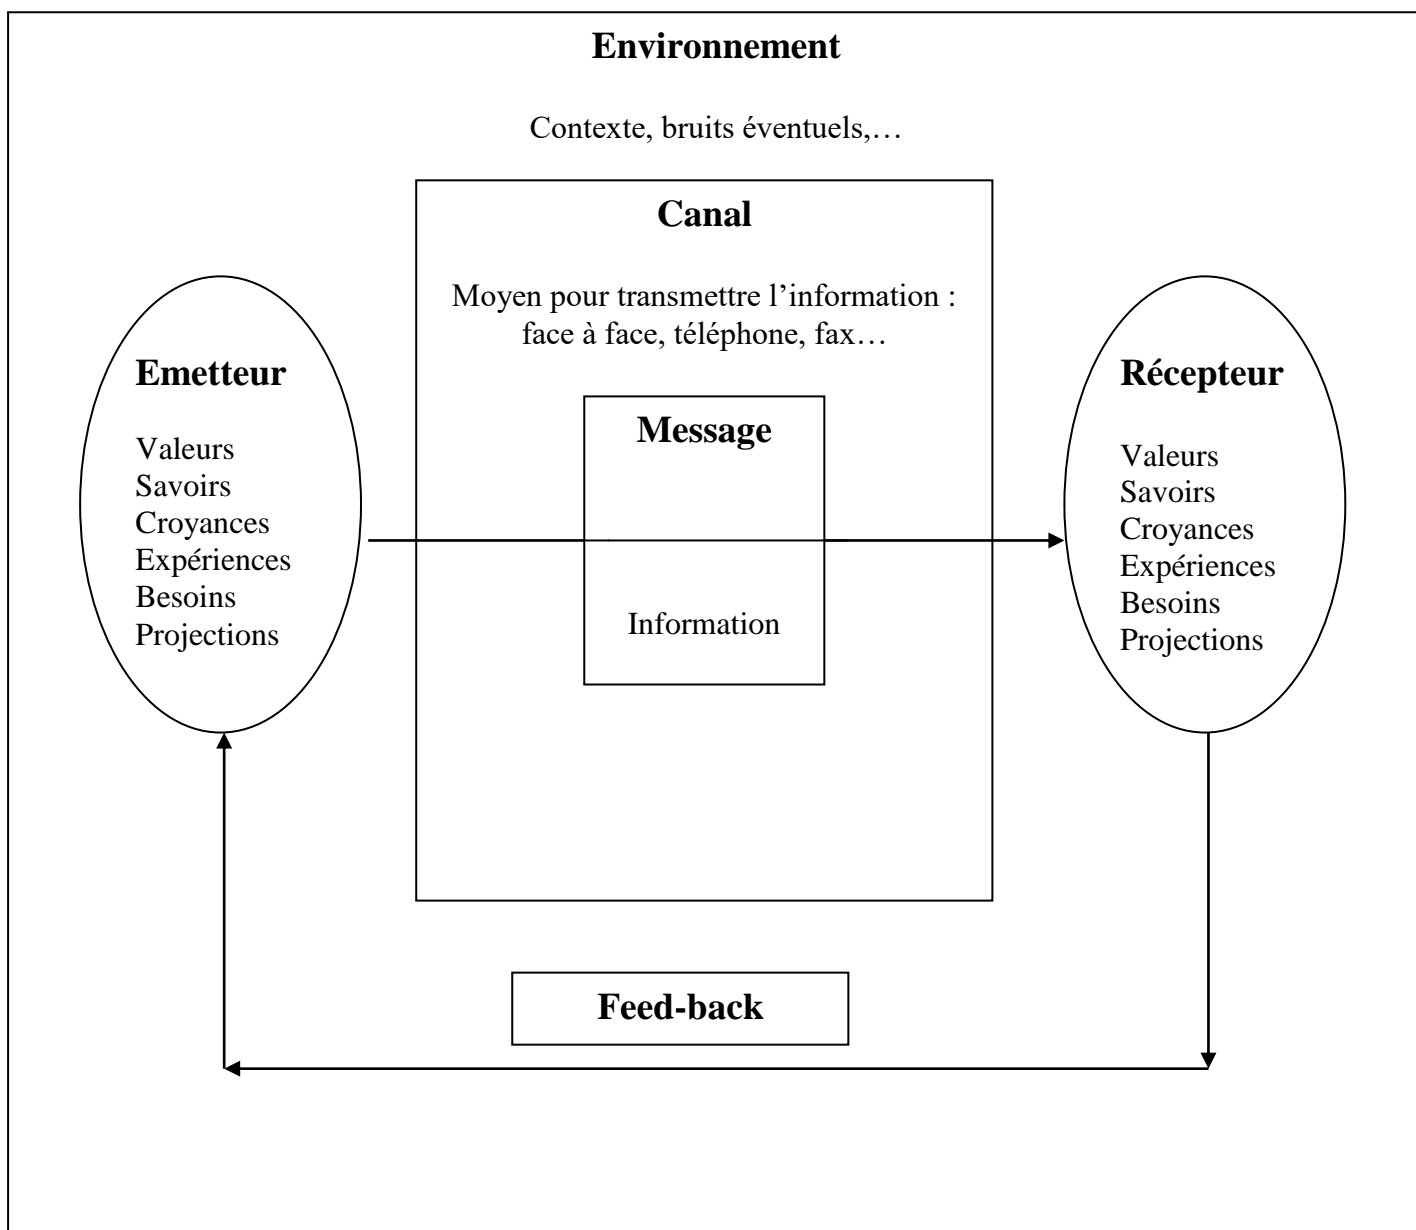 Environnement
Contexte, bruits éventuels,…
Canal
Moyen pour transmettre l’information :
face à face, téléphone, fax…
Emetteur
Valeurs
Savoirs
Croyances
Expériences
Besoins
Projections
Message
Information
Récepteur
Valeurs
Savoirs
Croyances
Expériences
Besoins
Projections
Feed-back